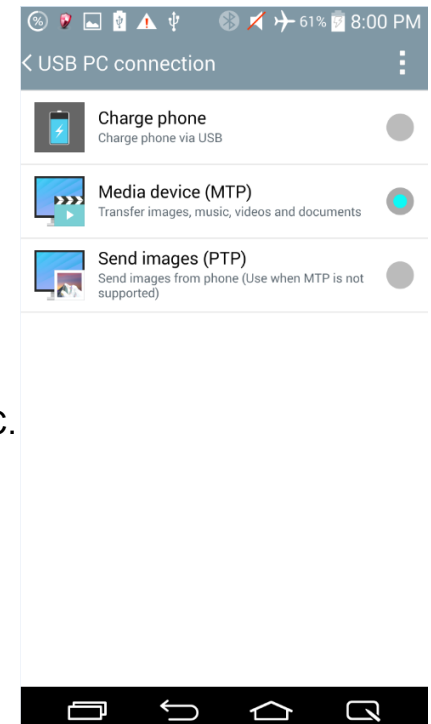 61% 8:00 PM
< USB PC connection
Charge phone
Charge phone via USB
Media device (MTP)
Transfer images, music, videos and documents
Send images (PTP)
Send images from phone (Use when MTP is not
supported)
C.